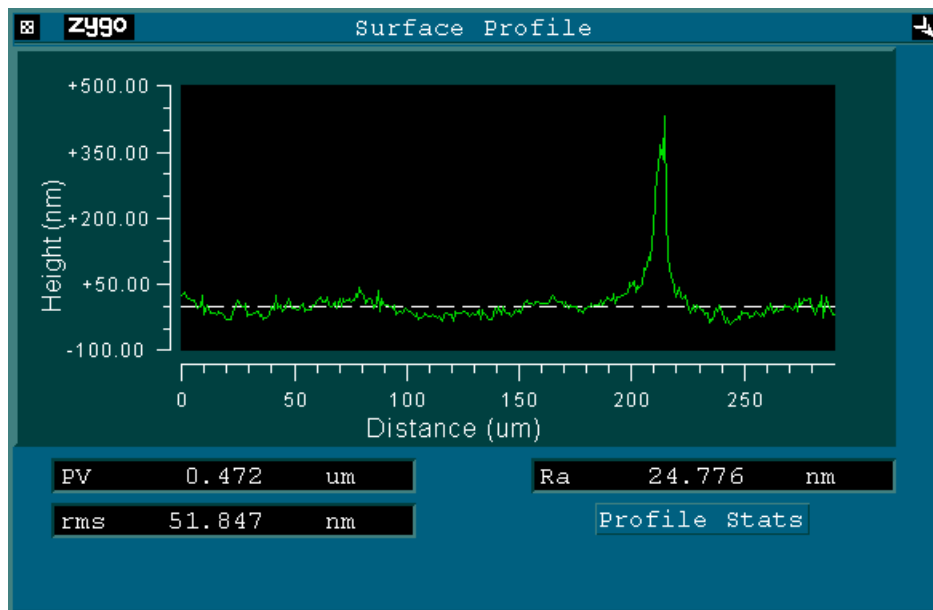 zygo Surface Profile
+500.00
+350.00
+200.00
+50.00
-100.00
Height (nm)
0 50 100 150 200 250
Distance (um)
PV 0.472 um
Ra 24.776 nm
rms 51.847 nm
Profile Stats